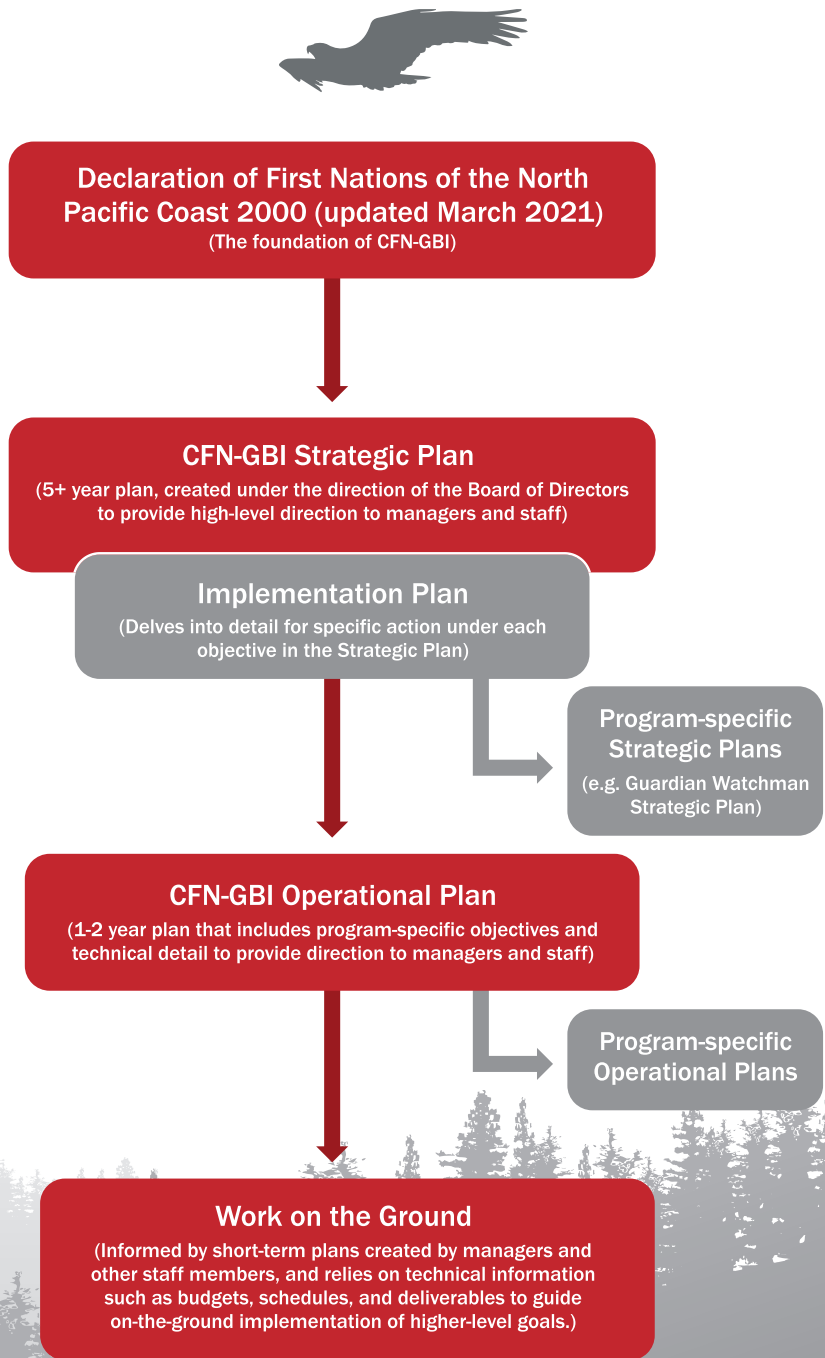 Declaration of First Nations of the North
Pacific Coast 2000 (updated March 2021)
(The foundation of CFN-GBI)
CFN-GBI Strategic Plan
(5+ year plan, created under the direction of the Board of Directors
to provide high-level direction to managers and staff)
Implementation Plan
(Delves into detail for specific action under each
objective in the Strategic Plan)
Program-specific
Strategic Plans
(e.g. Guardian Watchman
Strategic Plan)
CFN-GBI Operational Plan
(1-2 year plan that includes program-specific objectives and
technical detail to provide direction to managers and staff)
Program-specific
Operational Plans
Work on the Ground
(Informed by short-term plans created by managers and
other staff members, and relies on technical information
such as budgets, schedules, and deliverables to guide
on-the-ground implementation of higher-level goals.)